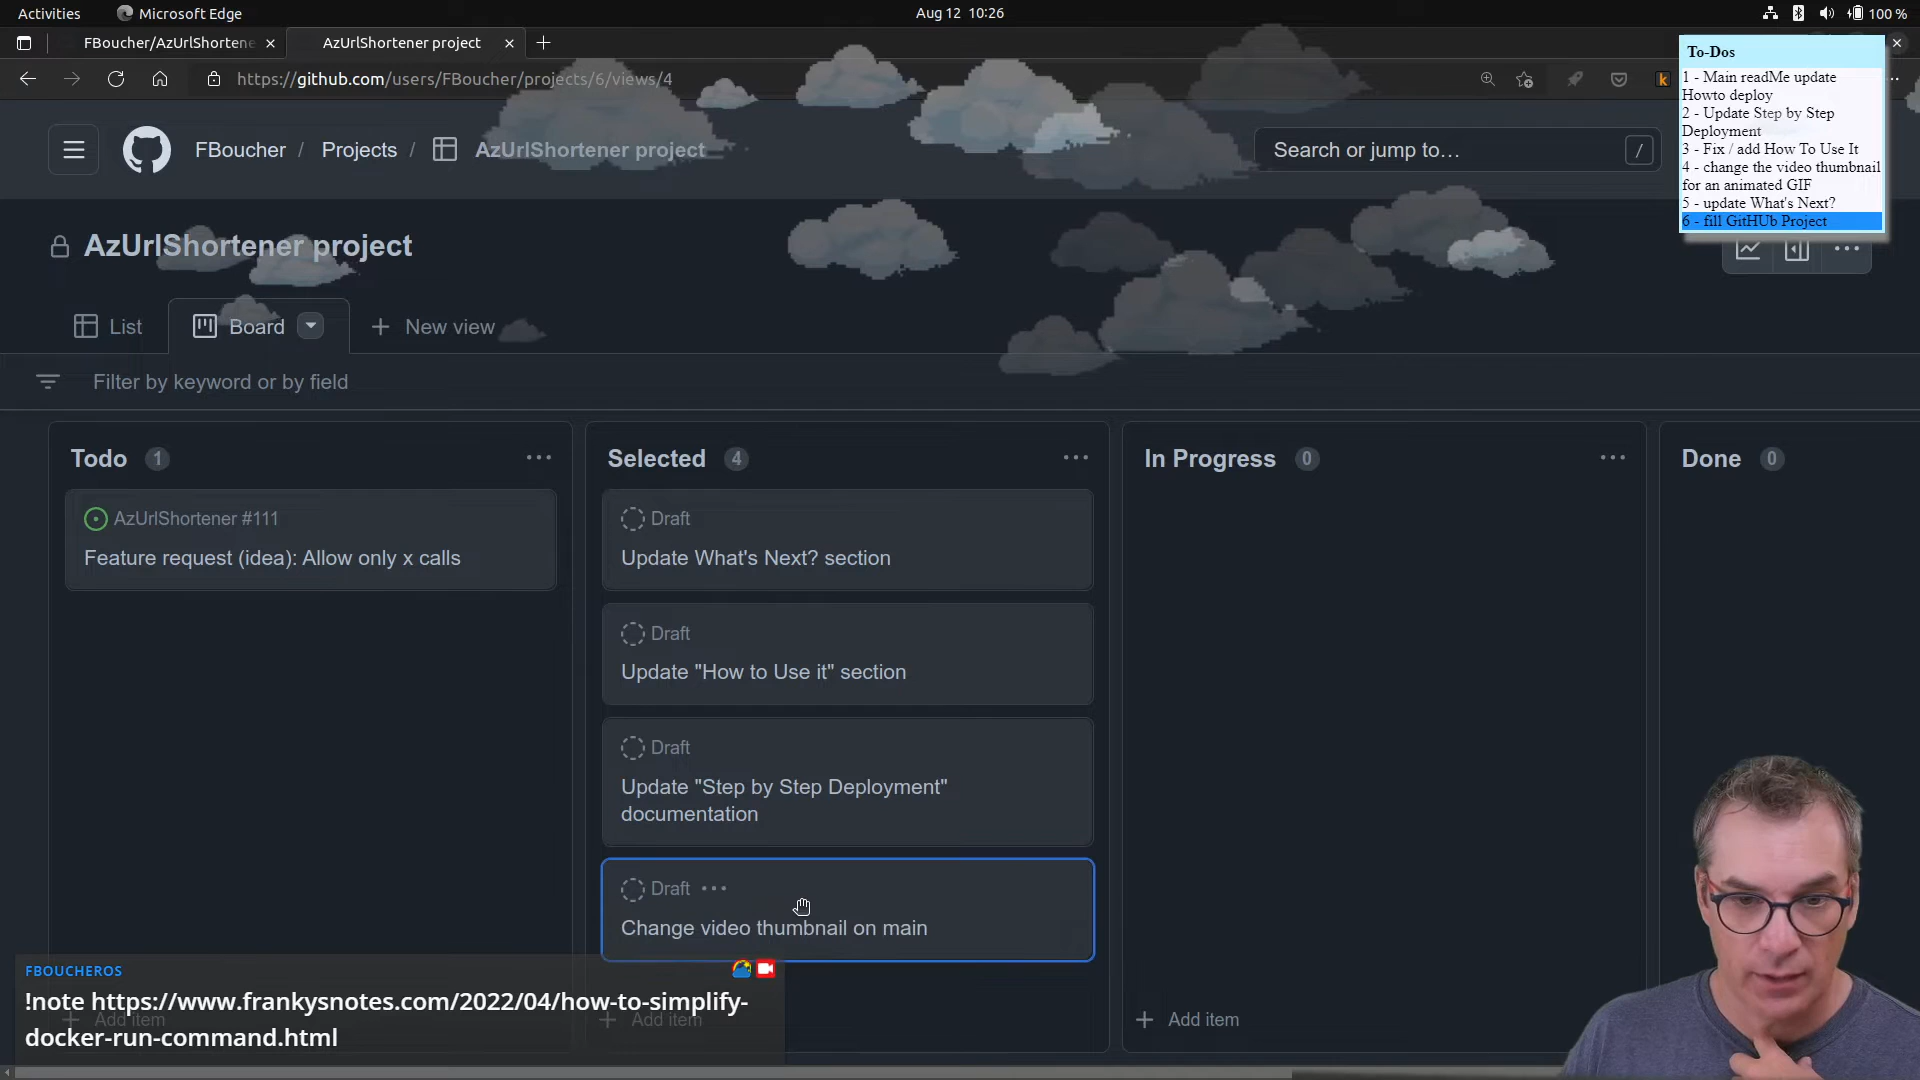 Activities
Microsoft Edge
Aug 12 10:26
100 %
FBoucher/AzUrlShortene
AzUrlShortener project
https://github.com/users/FBoucher/projects/6/views/4
To-Dos
1 - Main readMe update
Howto deploy
2 - Update Step by Step
Deployment
3 - Fix / add How To Use It
4 - change the video thumbnail
for an animated GIF
5 - update What's Next?
6 - fill GitHUb Project
FBoucher / Projects / AzUrlShortener project
Search or jump to…
/
AzUrlShortener project
List
Board
New view
Filter by keyword or by field
Todo 1
AzUrlShortener #111
Feature request (idea): Allow only x calls
Selected 4
Draft
Update What's Next? section
Draft
Update "How to Use it" section
Draft
Update "Step by Step Deployment"
documentation
Draft
Change video thumbnail on main
In Progress 0
Done 0
Add item
Add item
Add item
FBOUCHEROS
!note https://www.frankysnotes.com/2022/04/how-to-simplify-
docker-run-command.html